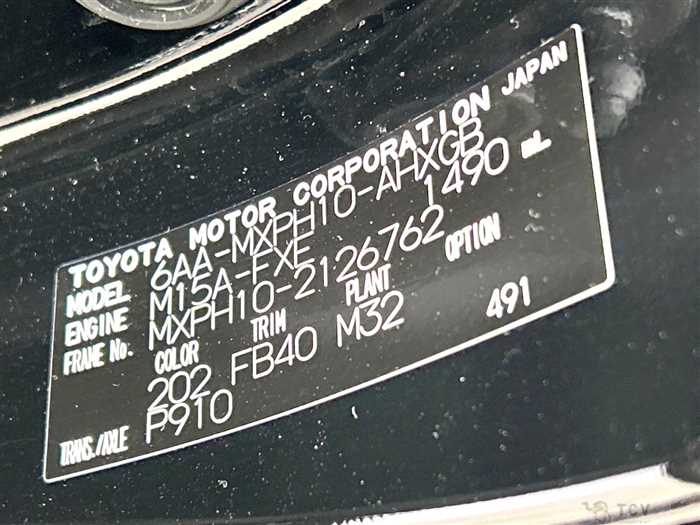 TOYOTA MOTOR CORPORATION JAPAN
MODEL 6AA-MXPH10-AHXGB
ENGINE M15A-FXE 1490 mL
FRAME No. MXPH10-2126762
COLOR TRIM PLANT OPTION
202 FB40 M32 491
TRANS./AXLE P910
TCV